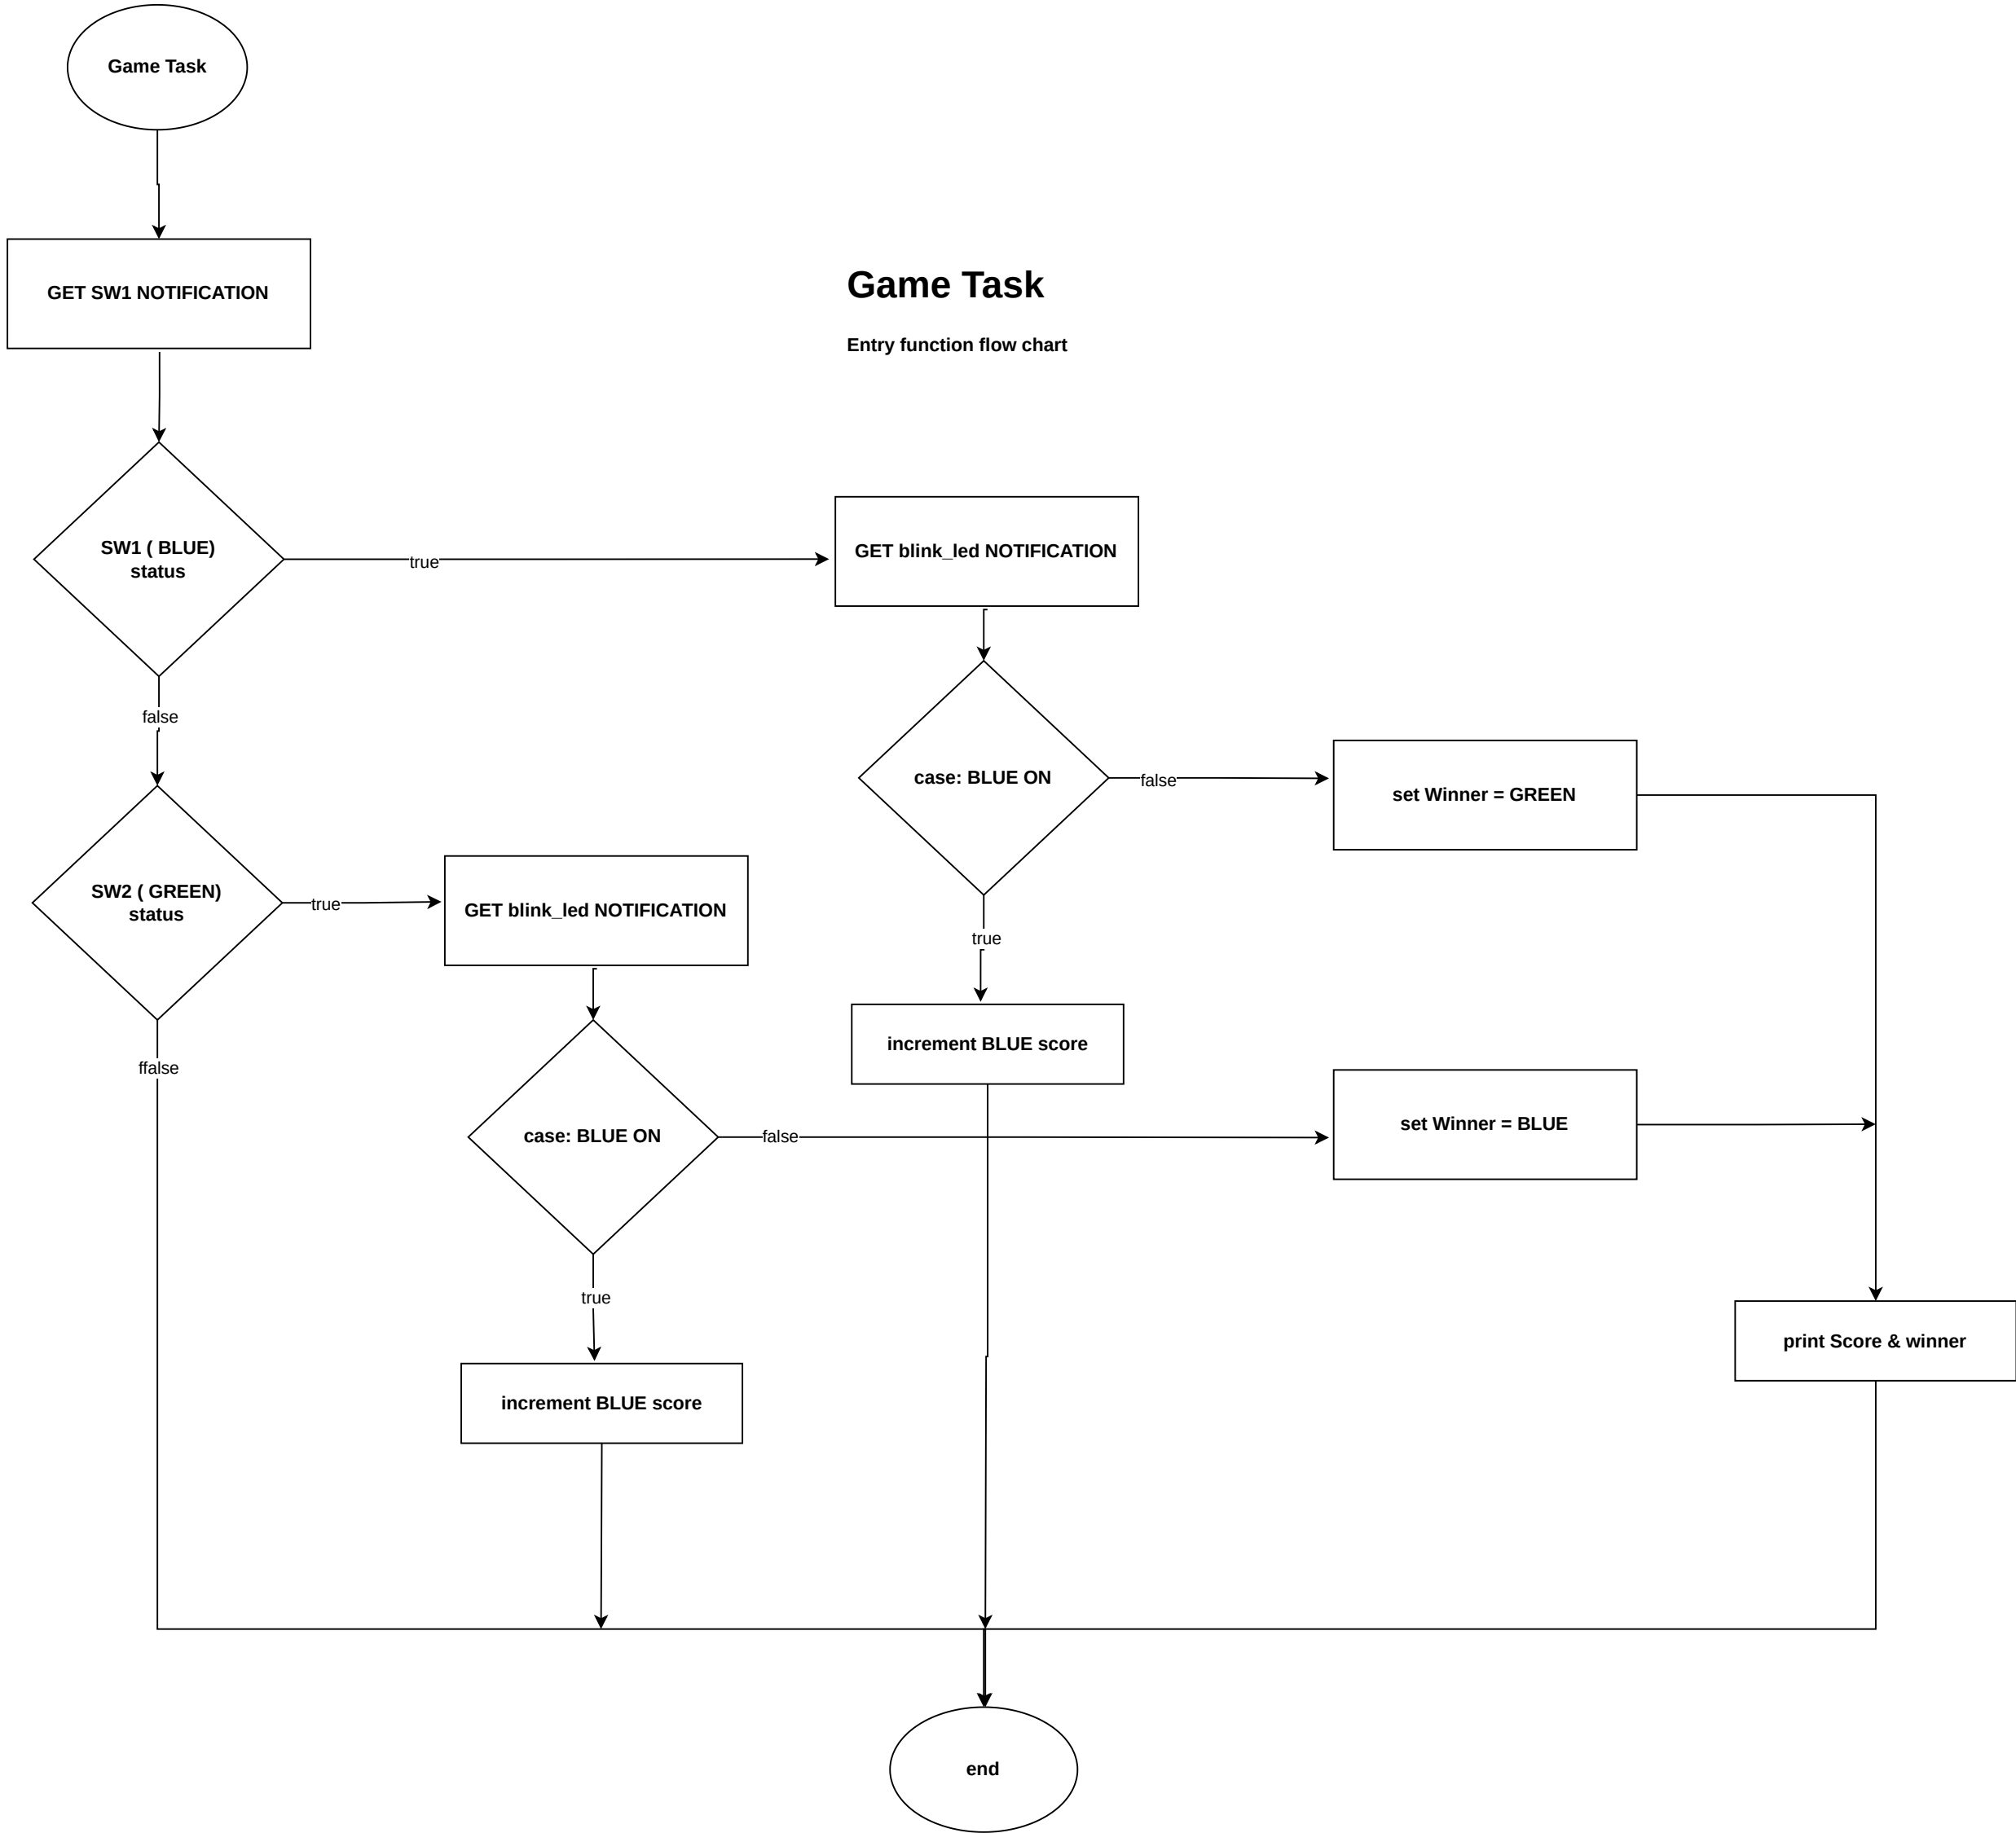 Game Task
GET SW1 NOTIFICATION
Game Task
Entry function flow chart
SW1 ( BLUE)
status
true
GET blink_led NOTIFICATION
false
case: BLUE ON
false
set Winner = GREEN
SW2 ( GREEN)
status
true
GET blink_led NOTIFICATION
true
increment BLUE score
ffalse
case: BLUE ON
false
set Winner = BLUE
true
print Score & winner
increment BLUE score
end